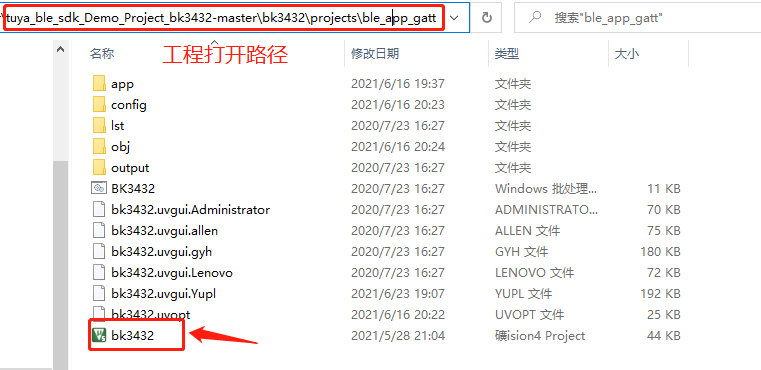 \tuya_ble_sdk_Demo_Project_bk3432-master\bk3432\projects\ble_app_gatt
搜索"ble_app_gatt"
工程打开路径
修改日期 类型 大小
app 2021/6/16 19:37 文件夹
config 2021/6/16 20:23 文件夹
lst 2020/7/23 16:27 文件夹
obj 2021/6/16 20:24 文件夹
output 2020/7/23 16:27 文件夹
BK3432 2020/7/23 16:27 Windows 批处理... 11 KB
bk3432.uvgui.Administrator 2020/7/23 16:27 ADMINISTRATO... 70 KB
bk3432.uvgui.allen 2020/7/23 16:27 ALLEN 文件 75 KB
bk3432.uvgui.gyh 2020/7/23 16:27 GYH 文件 180 KB
bk3432.uvgui.Lenovo 2020/7/23 16:27 LENOVO 文件 72 KB
bk3432.uvgui.Yupl 2021/6/23 19:07 YUPL 文件 192 KB
bk3432.uvopt 2021/6/16 20:22 UVOPT 文件 25 KB
bk3432 2021/5/28 21:04 礦ision4 Project 44 KB